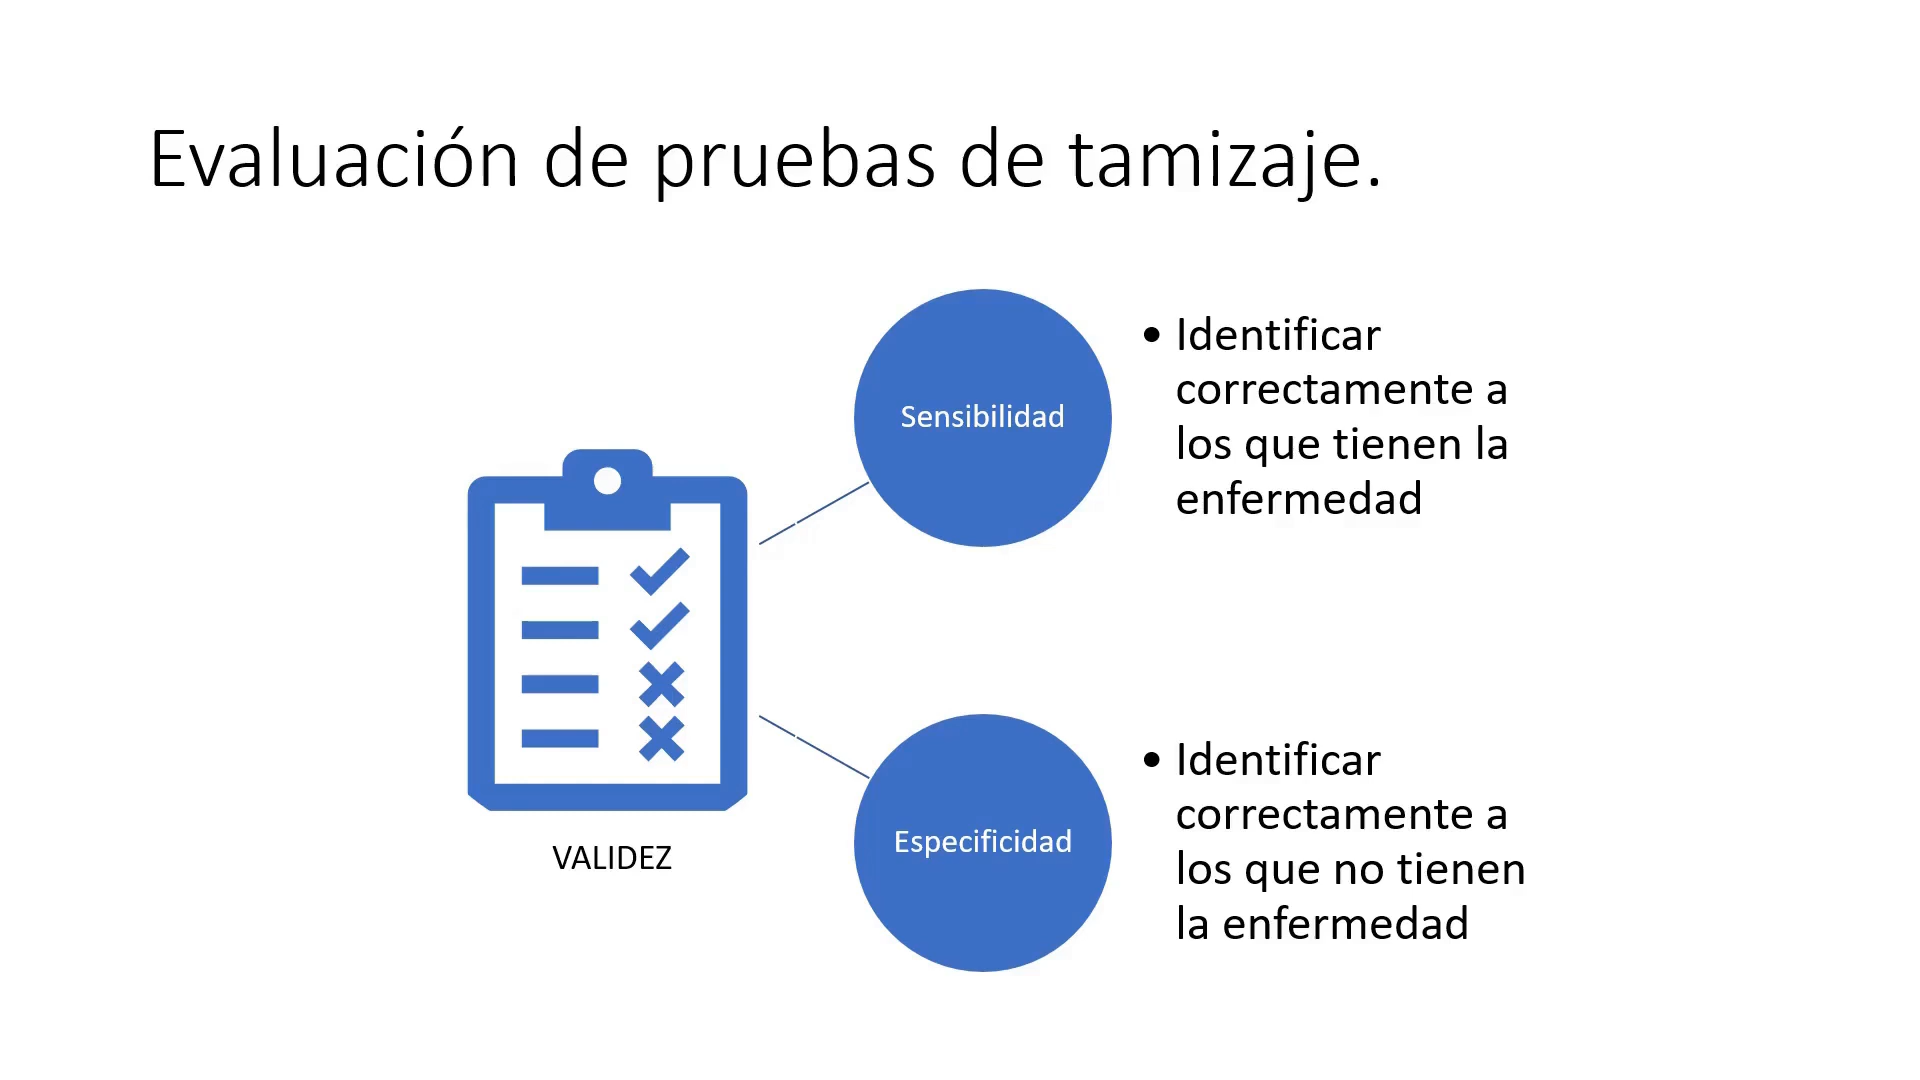 Evaluación de pruebas de tamizaje.
Sensibilidad
• Identificar
correctamente a
los que tienen la
enfermedad
VALIDEZ
Especificidad
• Identificar
correctamente a
los que no tienen
la enfermedad